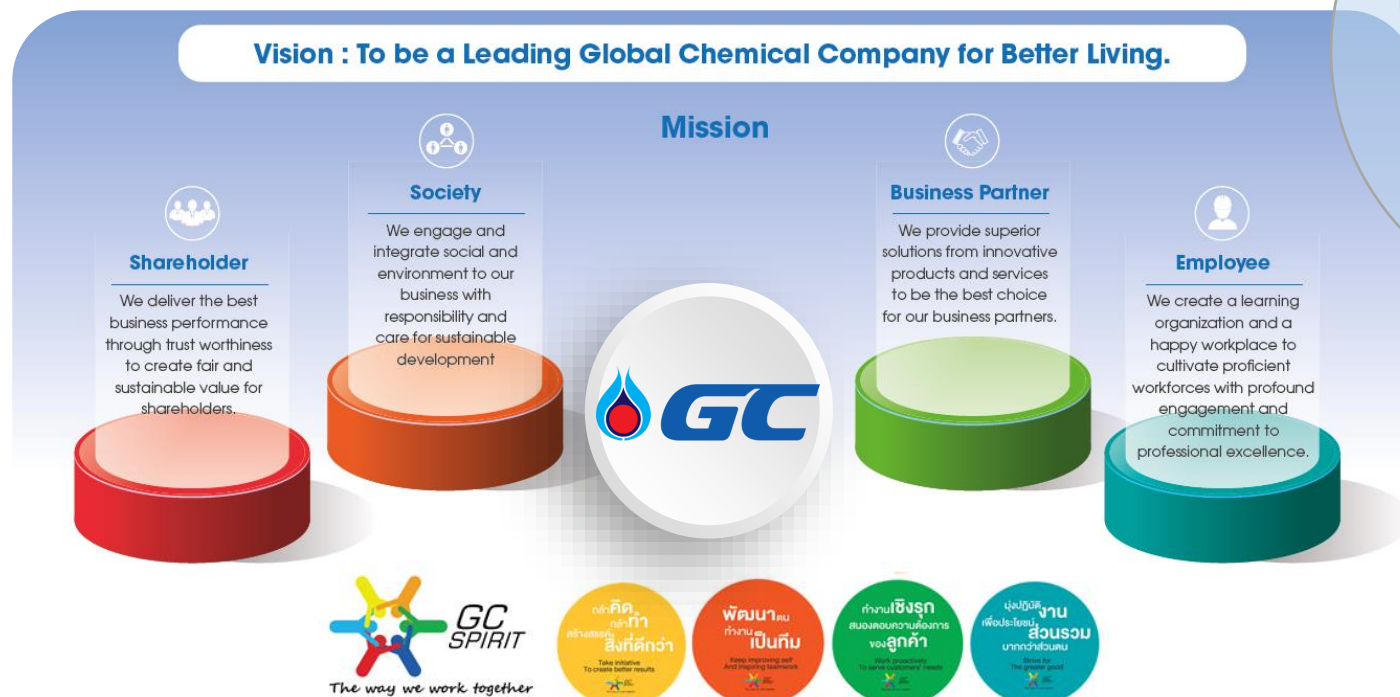 Vision : To be a Leading Global Chemical Company for Better Living.
Mission
Shareholder
We deliver the best
business performance
through trust worthiness
to create fair and
sustainable value for
shareholders.
Society
We engage and
integrate social and
environment to our
business with
responsibility and
care for sustainable
development
GC
Business Partner
We provide superior
solutions from innovative
products and services
to be the best choice
for our business partners.
Employee
We create a learning
organization and a
happy workplace to
cultivate proficient
workforces with profound
engagement and
commitment to
professional excellence.
GC
SPIRIT
The way we work together
กล้าคิด
กล้าทำ
สร้างสรรค์
สิ่งที่ดีกว่า
Take initiative
To create better results
พัฒนาตน
ทำงานเป็นทีม
Keep improving self
And inspiring teamwork
ทำงานเชิงรุก
สนองตอบความต้องการ
ของลูกค้า
Work proactively
To serve customers' needs
มุ่งปฏิบัติงาน
เพื่อประโยชน์ส่วนรวม
มากกว่าส่วนตน
Strive for
The greater good